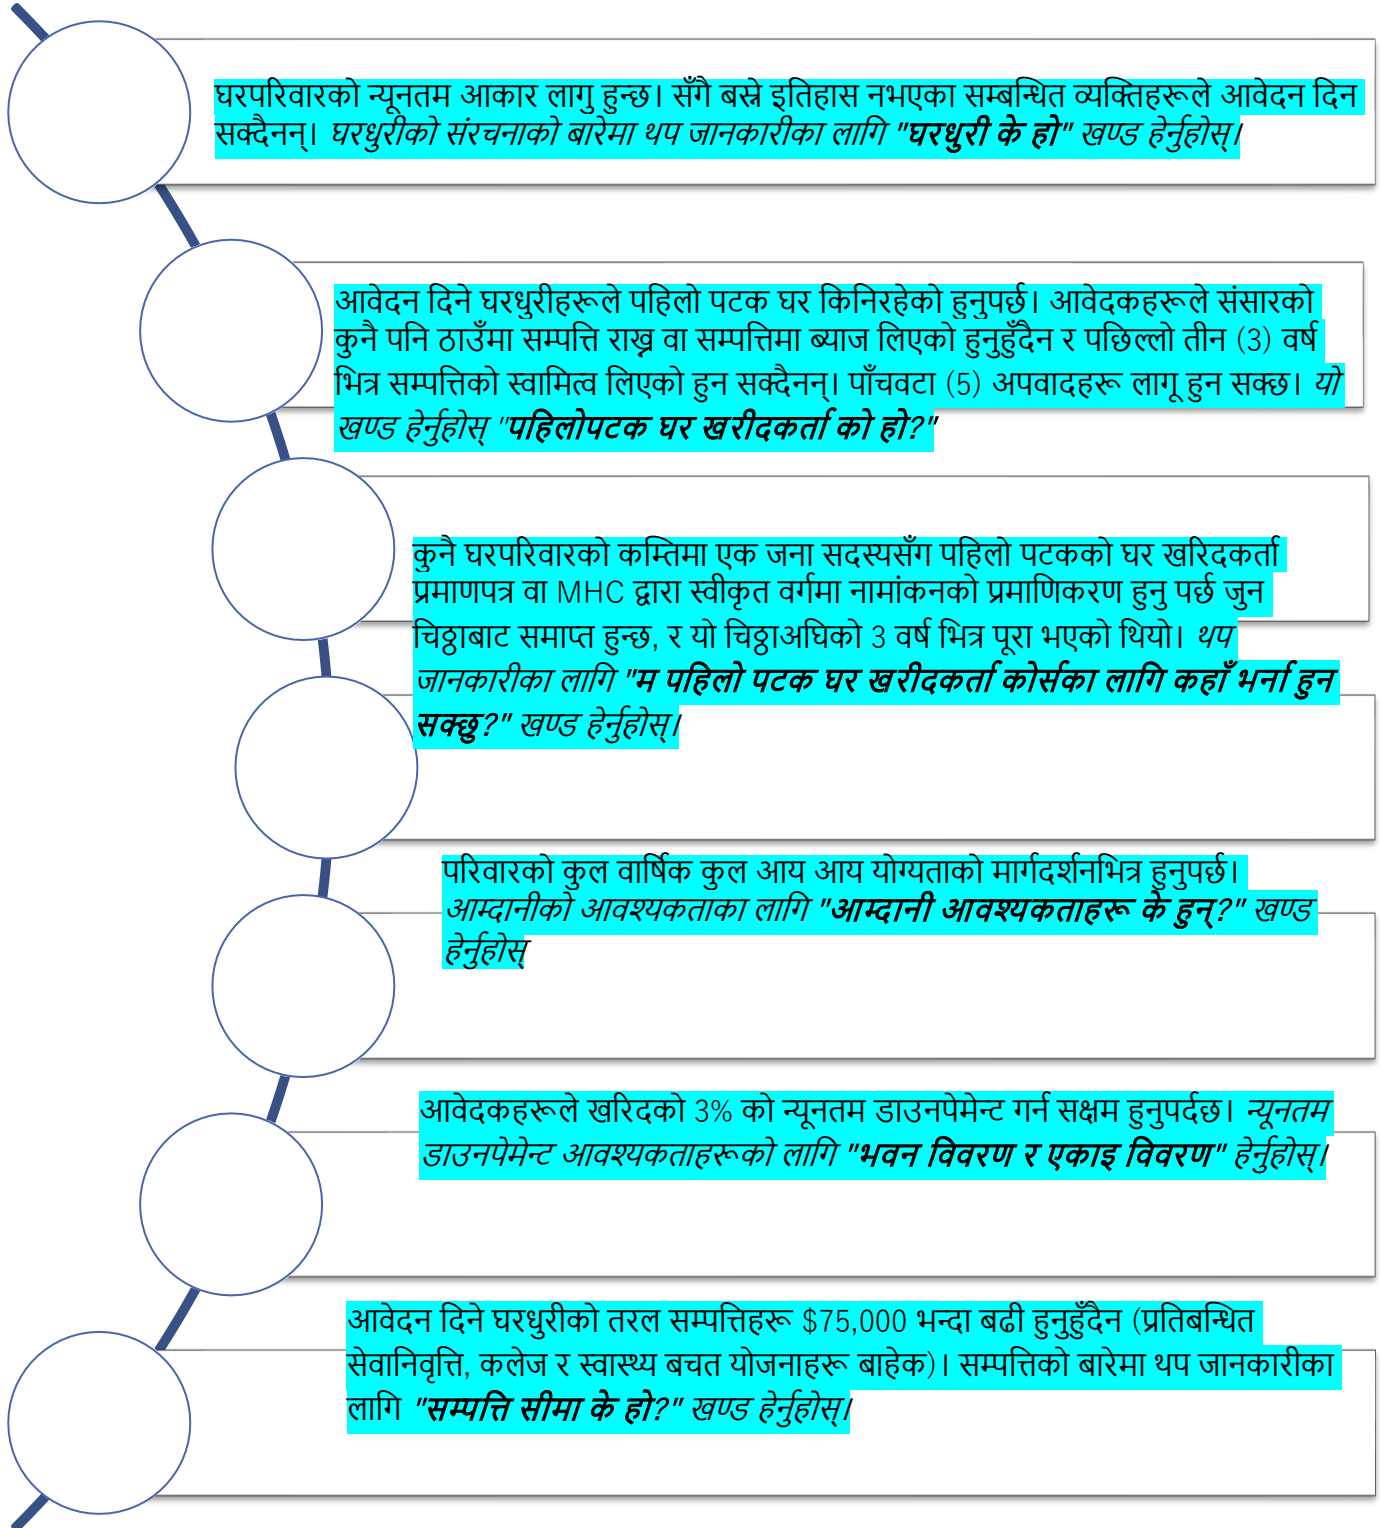 घरपरिवारको न्यूनतम आकार लागु हुन्छ। सँगै बस्ने इतिहास नभएका सम्बन्धित व्यक्तिहरूले आवेदन दिन
सक्दैनन्। घरधुरीको संरचनाको बारेमा थप जानकारीका लागि "घरधुरी के हो" खण्ड हेर्नुहोस्।
आवेदन दिने घरधुरीहरूले पहिलो पटक घर किनिरहेको हुनुपर्छ। आवेदकहरूले संसारको
कुनै पनि ठाउँमा सम्पत्ति राख्न वा सम्पत्तिमा ब्याज लिएको हुनुहुँदैन र पछिल्लो तीन (3) वर्ष
भित्र सम्पत्तिको स्वामित्व लिएको हुन सक्दैनन्। पाँचवटा (5) अपवादहरू लागू हुन सक्छ। यो
खण्ड हेर्नुहोस् "पहिलोपटक घर खरीदकर्ता को हो?"
कुनै घरपरिवारको कम्तिमा एक जना सदस्यसँग पहिलो पटकको घर खरिदकर्ता
प्रमाणपत्र वा MHC द्वारा स्वीकृत वर्गमा नामांकनको प्रमाणिकरण हुनु पर्छ जुन
चिठ्ठाबाट समाप्त हुन्छ, र यो चिठ्ठाअघिको 3 वर्ष भित्र पूरा भएको थियो। थप
जानकारीका लागि "म पहिलो पटक घर खरीदकर्ता कोर्सका लागि कहाँ भर्ना हुन
सक्छु?" खण्ड हेर्नुहोस्।
परिवारको कुल वार्षिक कुल आय आय योग्यताको मार्गदर्शनभित्र हुनुपर्छ।
आम्दानीको आवश्यकताका लागि "आम्दानी आवश्यकताहरू के हुन्?" खण्ड
हेर्नुहोस्
आवेदकहरूले खरिदको 3% को न्यूनतम डाउनपेमेन्ट गर्न सक्षम हुनुपर्दछ। न्यूनतम
डाउनपेमेन्ट आवश्यकताहरूको लागि "भवन विवरण र एकाइ विवरण" हेर्नुहोस्।
आवेदन दिने घरधुरीको तरल सम्पत्तिहरू $75,000 भन्दा बढी हुनुहुँदैन (प्रतिबन्धित
सेवानिवृत्ति, कलेज र स्वास्थ्य बचत योजनाहरू बाहेक)। सम्पत्तिको बारेमा थप जानकारीका
लागि "सम्पत्ति सीमा के हो?" खण्ड हेर्नुहोस्।